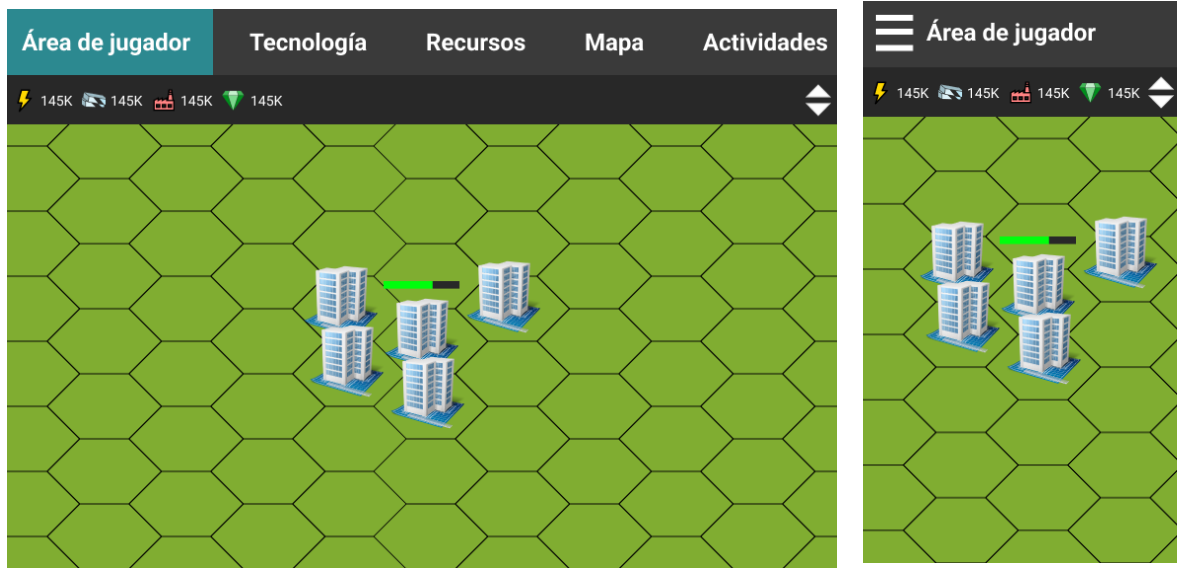 Área de jugador Tecnología Recursos Mapa Actividades
145K 145K 145K 145K
Área de jugador
145K 145K 145K 145K